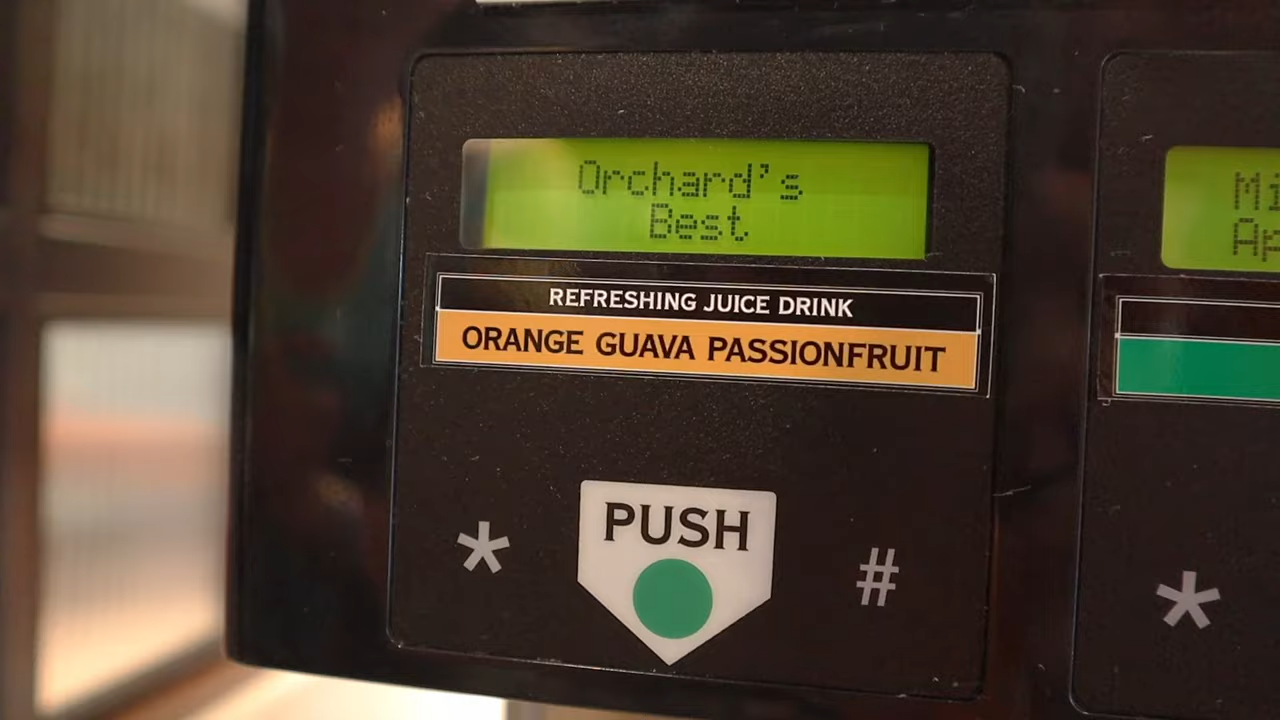 Orchard's
Best
REFRESHING JUICE DRINK
ORANGE GUAVA PASSIONFRUIT
PUSH
* #
*